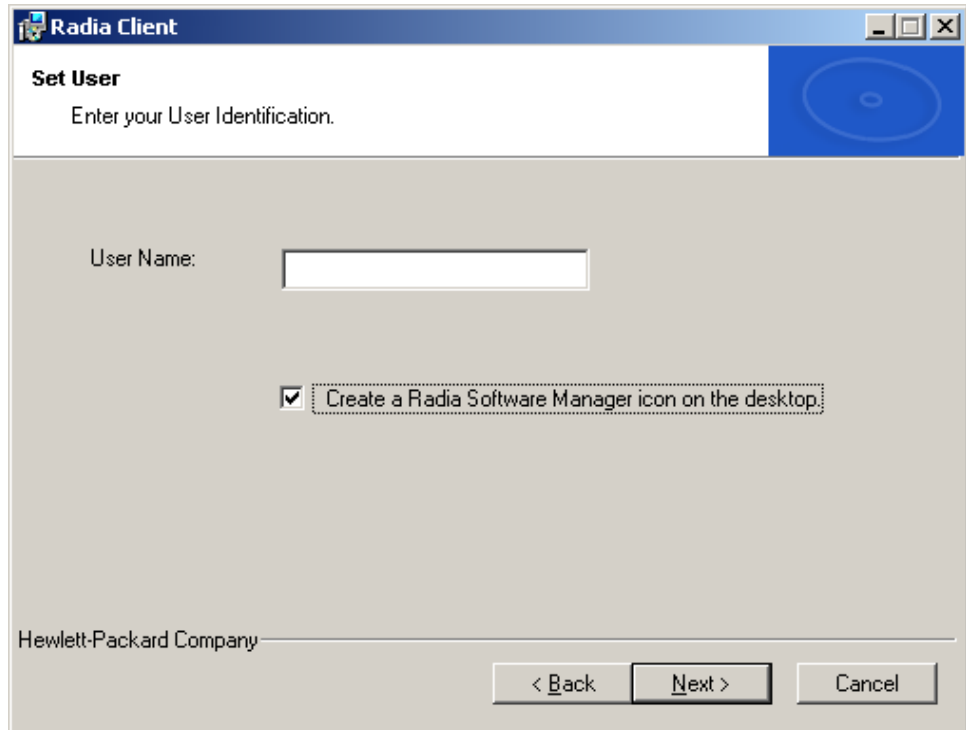 Radia Client
Set User
Enter your User Identification.
User Name:
Create a Radia Software Manager icon on the desktop.
Hewlett-Packard Company
< Back Next > Cancel